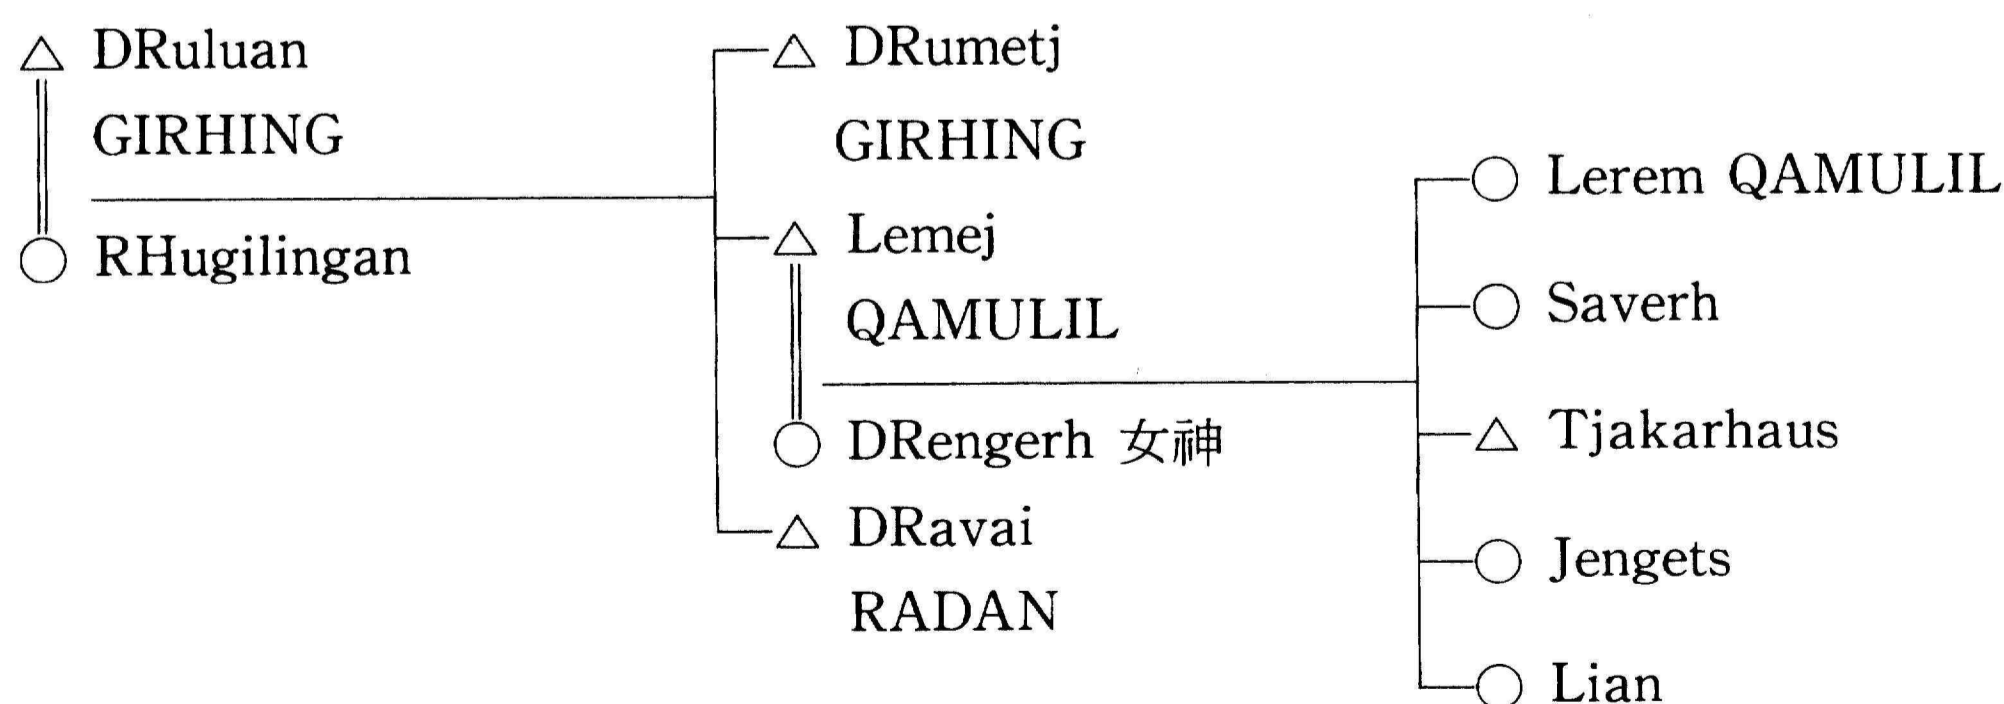 DRuluan
GIRHING
RHugilingan
DRumetj
GIRHING
Lemej
QAMULIL
DRengerh 女神
DRavai
RADAN
Lerem QAMULIL
Saverh
Tjakarhaus
Jengets
Lian